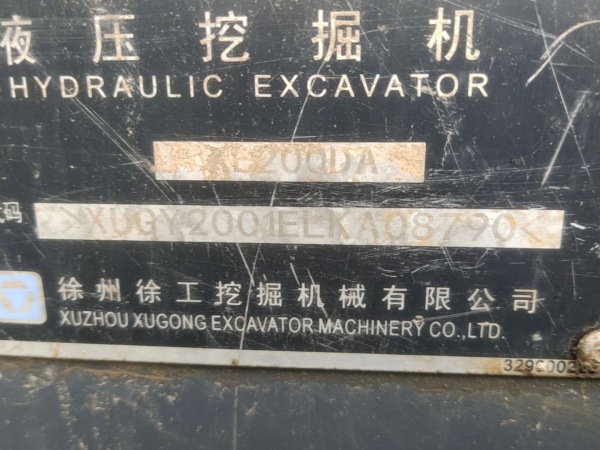 液压挖掘机
HYDRAULIC EXCAVATOR
XE200DA
码 >XUGY2001ELKA08790<
徐州徐工挖掘机械有限公司
XUZHOU XUGONG EXCAVATOR MACHINERY CO.,LTD.